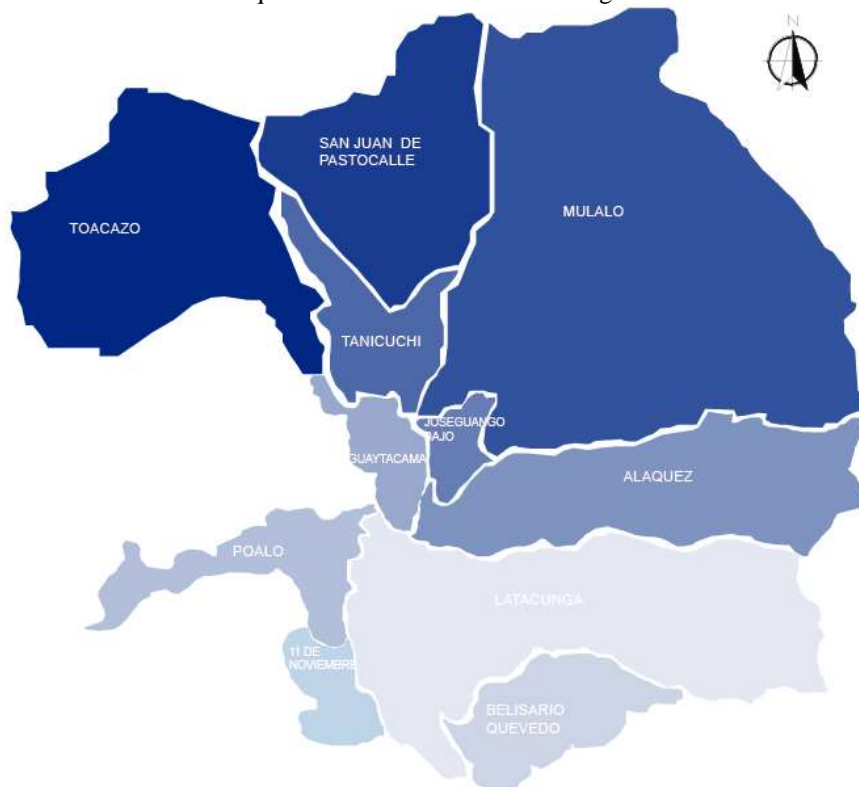 N
SAN JUAN DE
PASTOCALLE
MULALO
TOACAZO
TANICUCHI
JOSEGUANGO
BAJO
GUAYTACAMA
ALAQUEZ
POALO
LATACUNGA
11 DE
NOVIEMBRE
BELISARIO
QUEVEDO